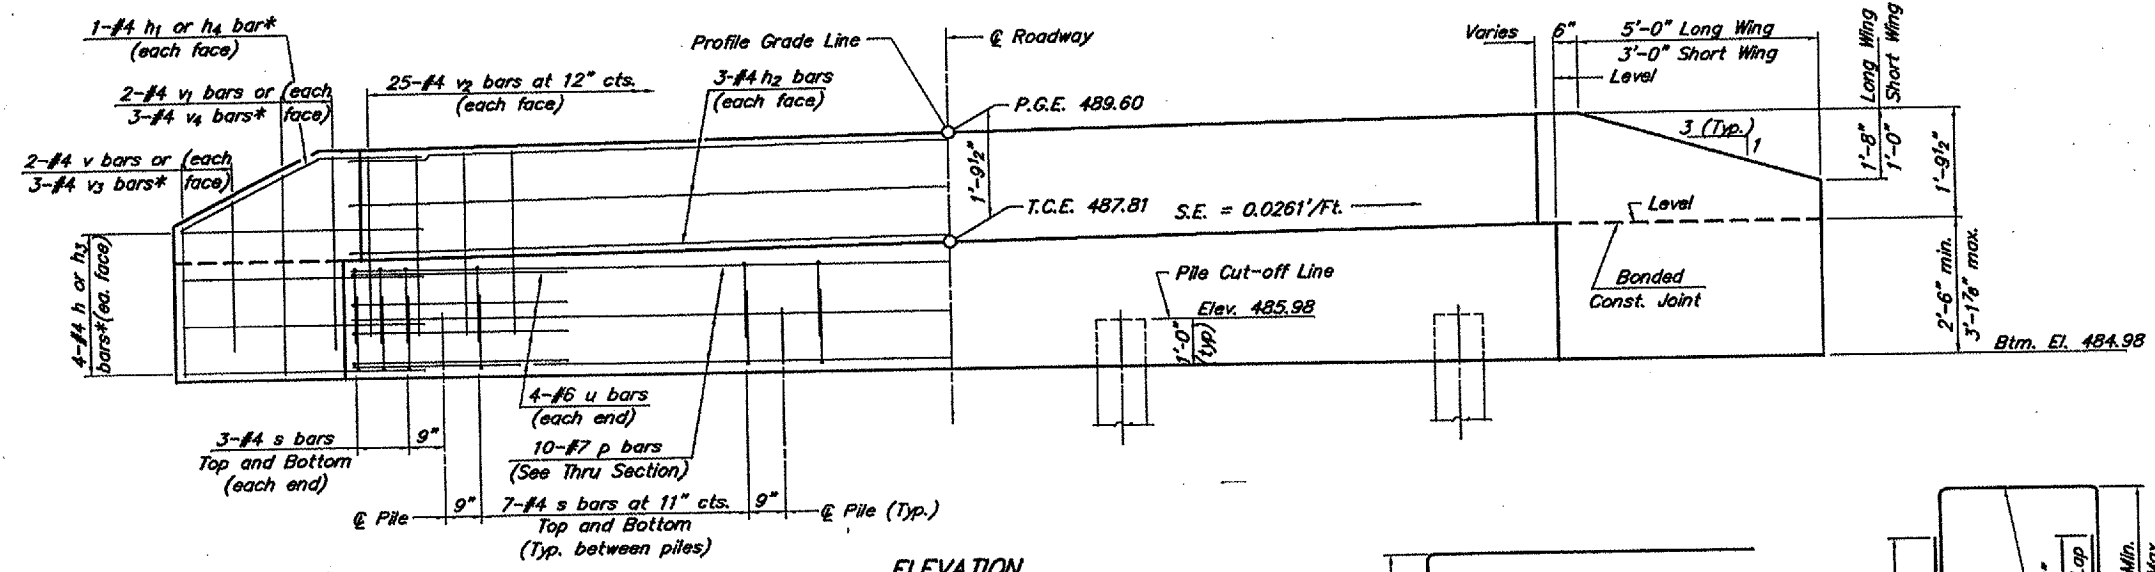 1-#4 h1 or h4 bar*
(each face)
2-#4 v1 bars or (each
3-#4 v4 bars* face)
2-#4 v bars or (each
3-#4 v3 bars* face)
25-#4 v2 bars at 12" cts.
(each face)
Profile Grade Line
3-#4 h2 bars
(each face)
℄ Roadway
P.G.E. 489.60
1'-9½"
T.C.E. 487.81
S.E. = 0.0261'/Ft.
Varies
6"
5'-0" Long Wing
3'-0" Short Wing
Level
1'-8" Long Wing
1'-0" Short Wing
3 (Typ.)
1
1'-9½"
Level
Bonded
Const. Joint
2'-6" min.
3'-1⅞" max.
Btm. El. 484.98
Pile Cut-off Line
Elev. 485.98
1'-0"
(typ)
4-#4 h or h3
bars*(ea. face)
4-#6 u bars
(each end)
10-#7 p bars
(See Thru Section)
3-#4 s bars
Top and Bottom
(each end)
9"
℄ Pile
9"
7-#4 s bars at 11" cts.
Top and Bottom
(Typ. between piles)
9"
℄ Pile (Typ.)
ELEVATION
Lap
Min.